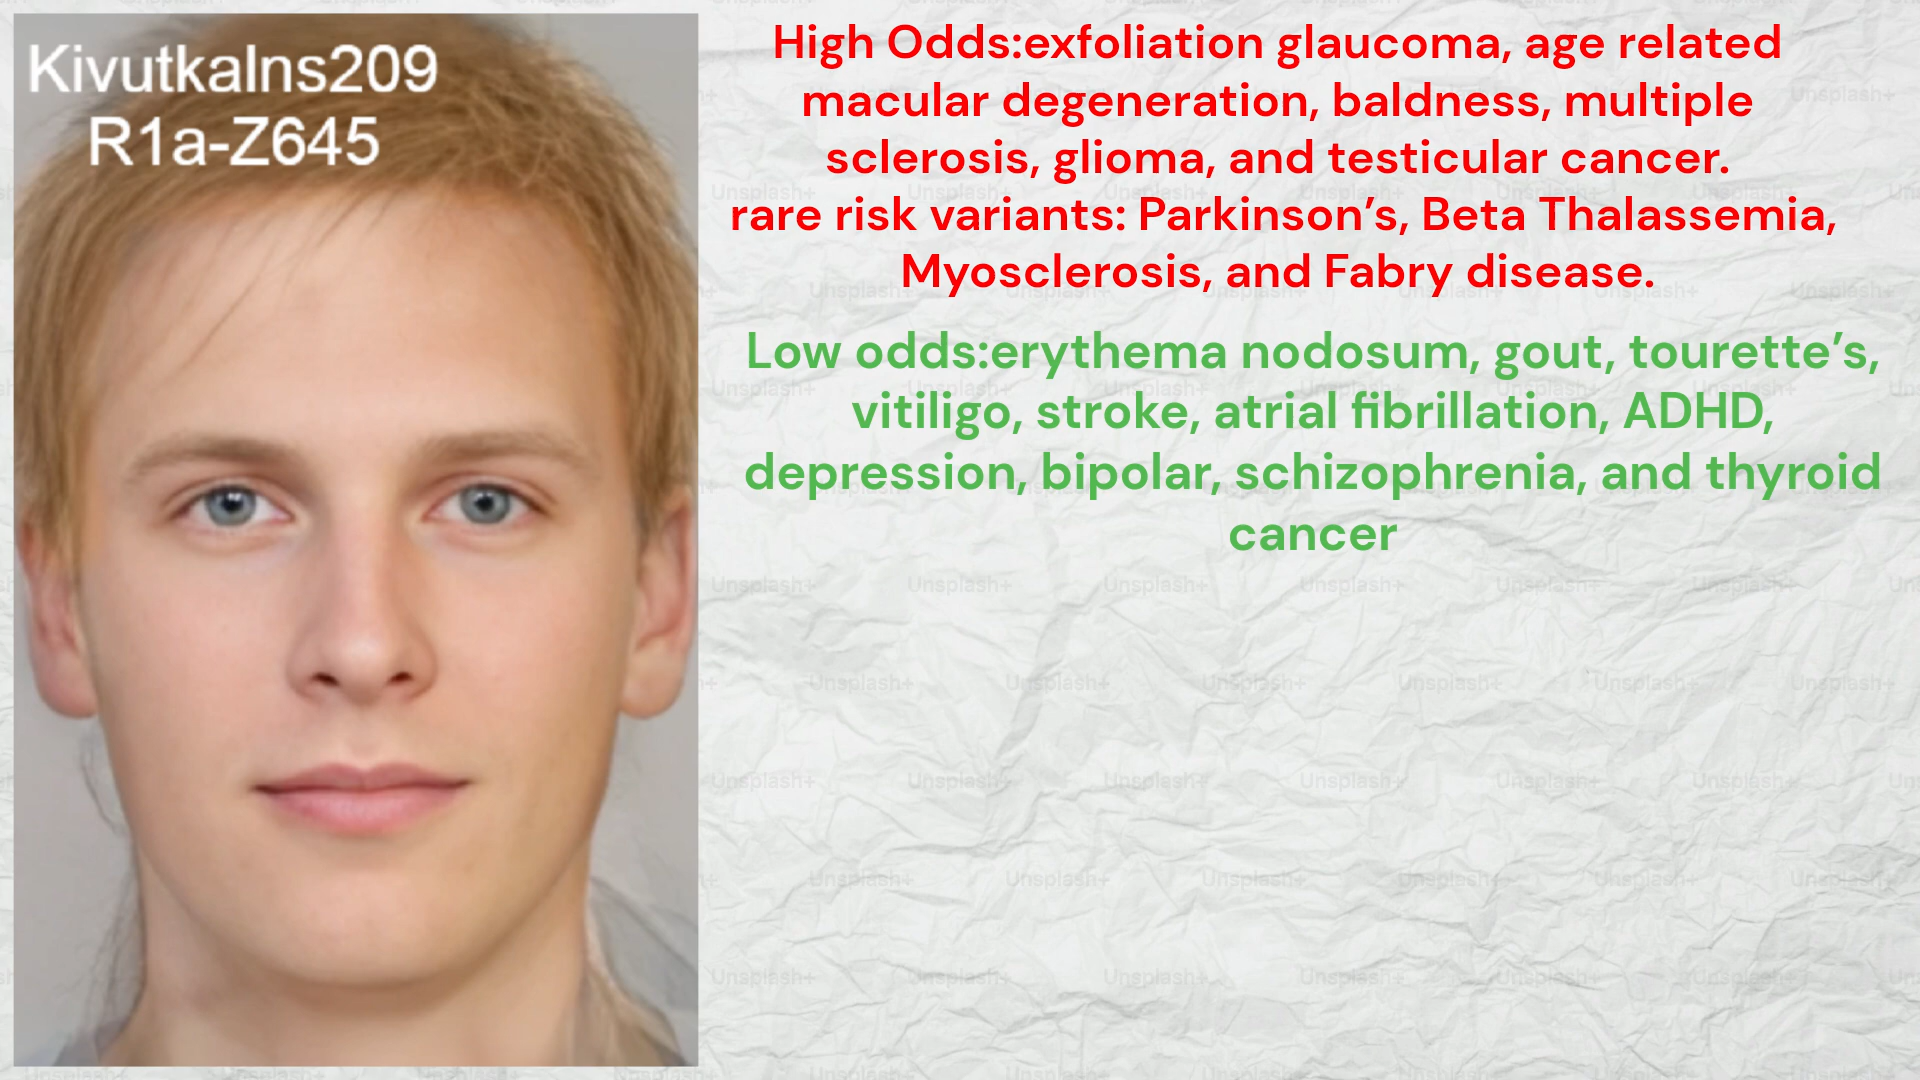 Kivutkalns209
R1a-Z645
High Odds:exfoliation glaucoma, age related
macular degeneration, baldness, multiple
sclerosis, glioma, and testicular cancer.
rare risk variants: Parkinson’s, Beta Thalassemia,
Myosclerosis, and Fabry disease.
Low odds:erythema nodosum, gout, tourette’s,
vitiligo, stroke, atrial fibrillation, ADHD,
depression, bipolar, schizophrenia, and thyroid
cancer
Unsplash+